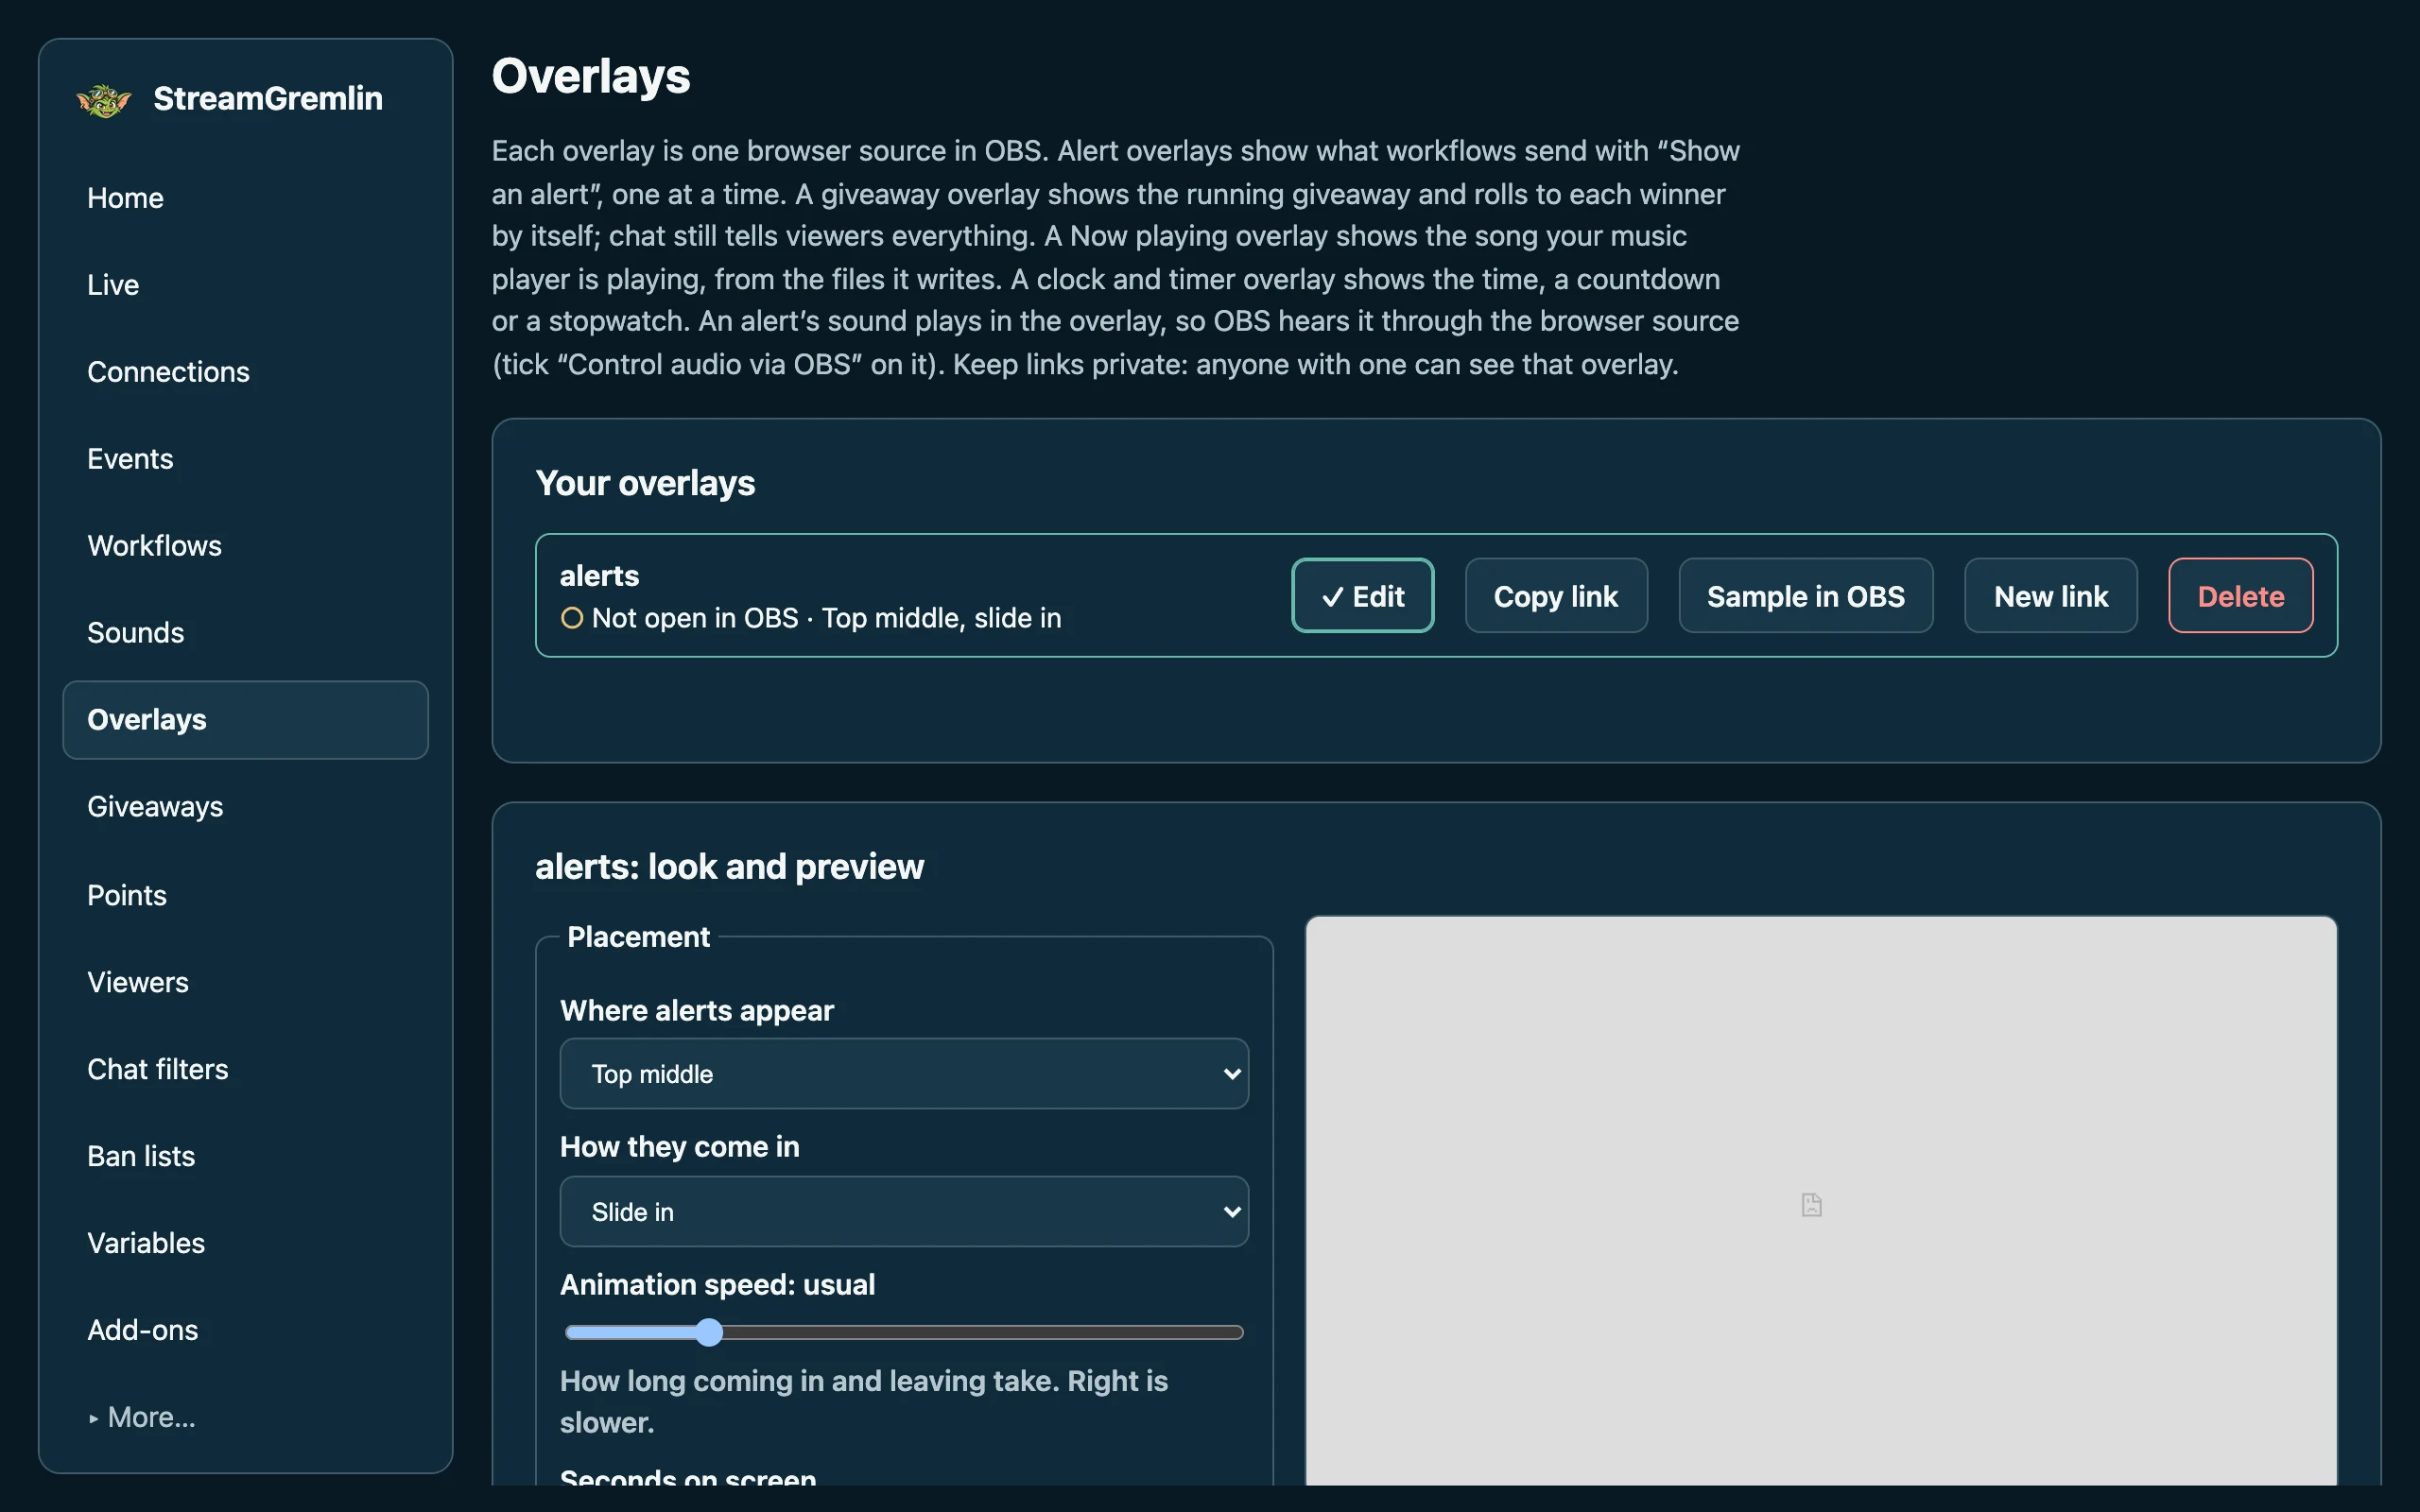 StreamGremlin
Home
Live
Connections
Events
Workflows
Sounds
Overlays
Giveaways
Points
Viewers
Chat filters
Ban lists
Variables
Add-ons
▸ More...
Overlays
Each overlay is one browser source in OBS. Alert overlays show what workflows send with “Show
an alert”, one at a time. A giveaway overlay shows the running giveaway and rolls to each winner
by itself; chat still tells viewers everything. A Now playing overlay shows the song your music
player is playing, from the files it writes. A clock and timer overlay shows the time, a countdown
or a stopwatch. An alert’s sound plays in the overlay, so OBS hears it through the browser source
(tick “Control audio via OBS” on it). Keep links private: anyone with one can see that overlay.
Your overlays
alerts
Not open in OBS · Top middle, slide in
✓ Edit
Copy link
Sample in OBS
New link
Delete
alerts: look and preview
Placement
Where alerts appear
Top middle
How they come in
Slide in
Animation speed: usual
How long coming in and leaving take. Right is
slower.
Seconds on screen